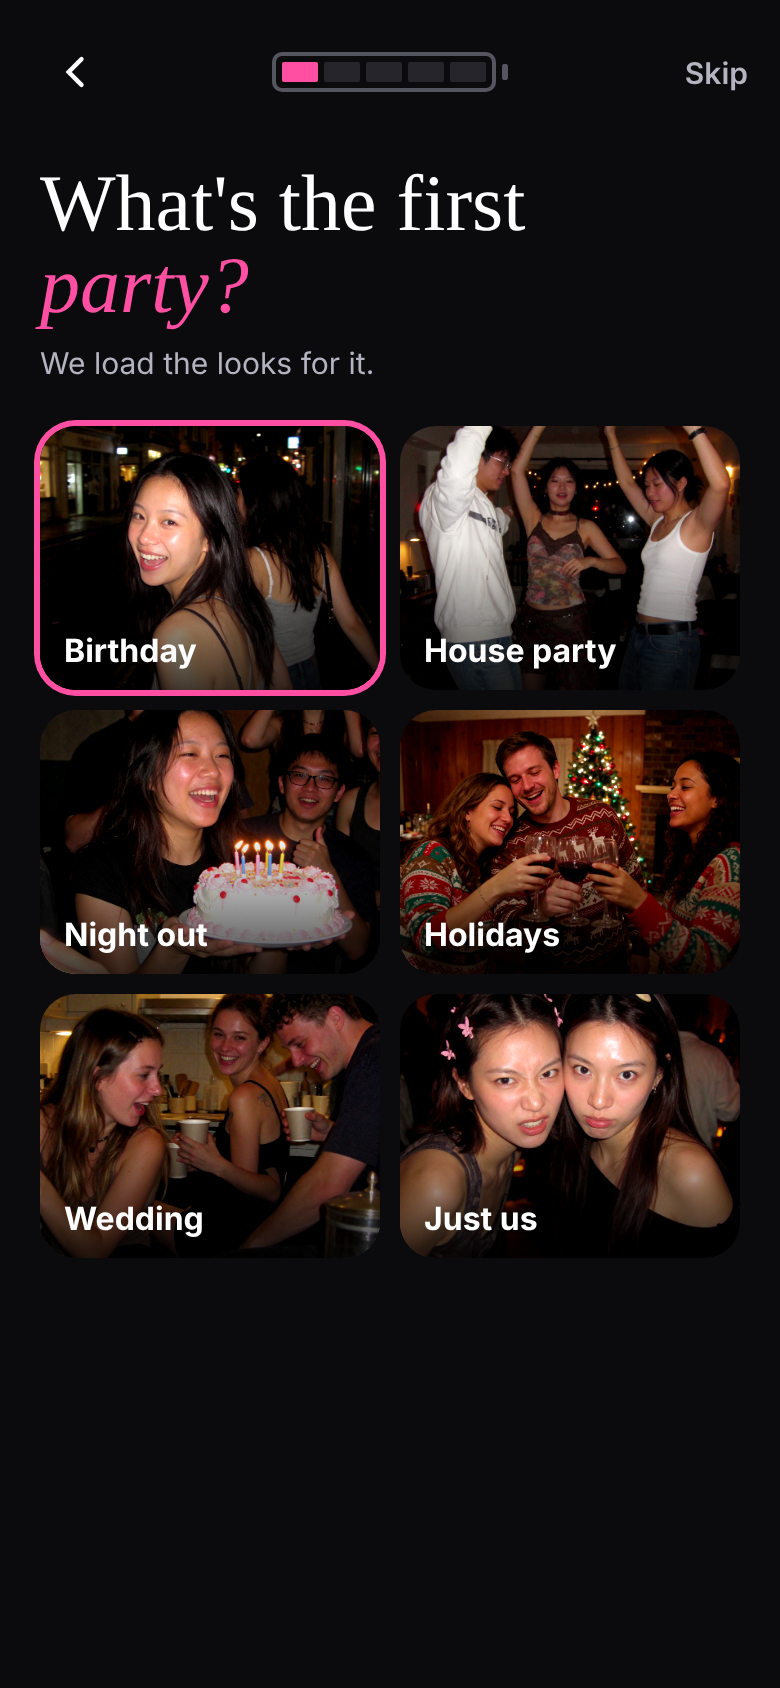 Skip
What's the first
party?
We load the looks for it.
Birthday
House party
Night out
Holidays
Wedding
Just us